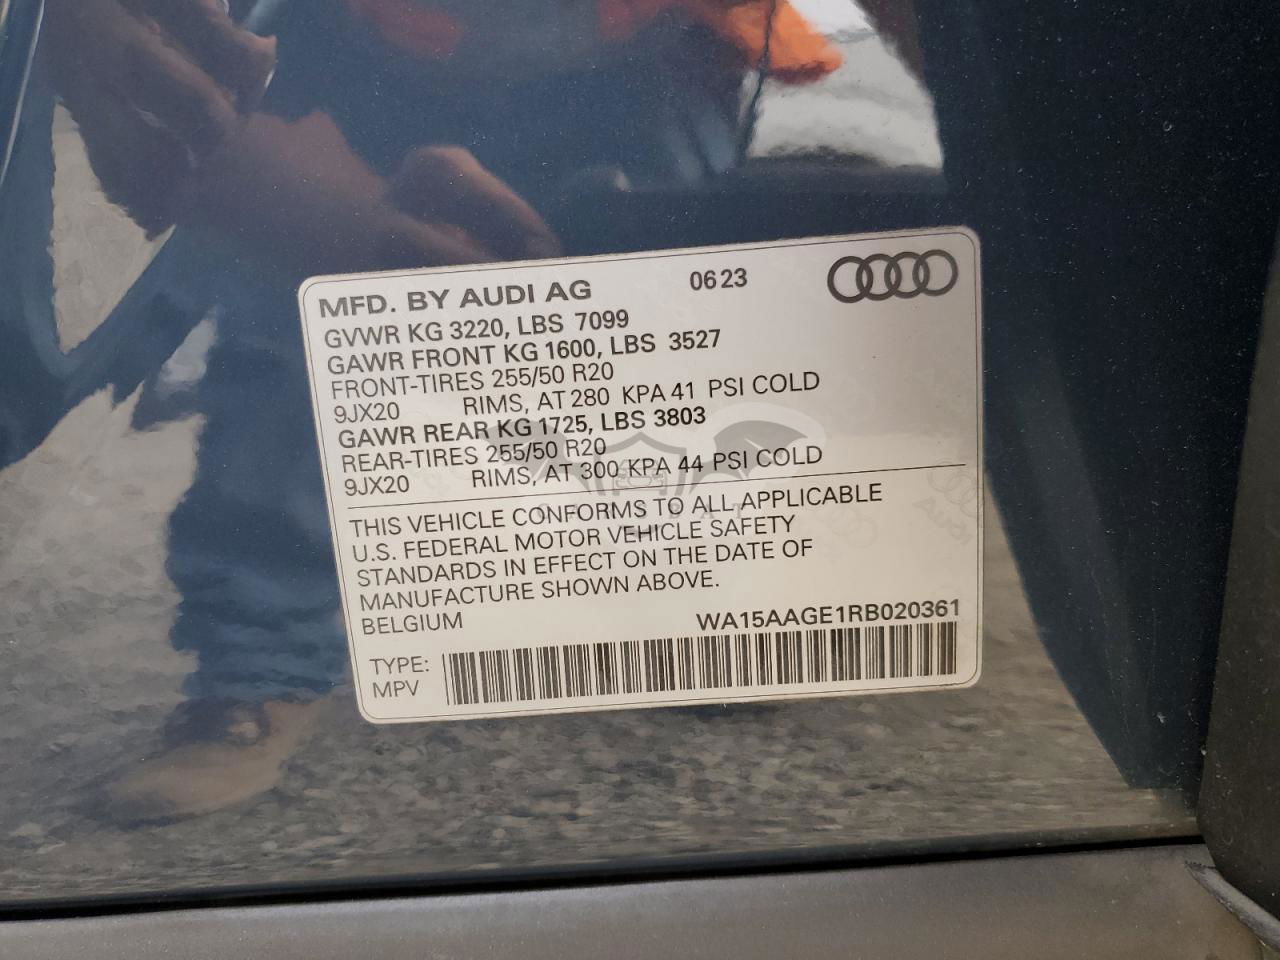 MFD. BY AUDI AG 0623
GVWR KG 3220, LBS 7099
GAWR FRONT KG 1600, LBS 3527
FRONT-TIRES 255/50 R20
9JX20 RIMS, AT 280 KPA 41 PSI COLD
GAWR REAR KG 1725, LBS 3803
REAR-TIRES 255/50 R20
9JX20 RIMS, AT 300 KPA 44 PSI COLD
THIS VEHICLE CONFORMS TO ALL APPLICABLE
U.S. FEDERAL MOTOR VEHICLE SAFETY
STANDARDS IN EFFECT ON THE DATE OF
MANUFACTURE SHOWN ABOVE.
BELGIUM WA15AAGE1RB020361
TYPE:
MPV
Audi